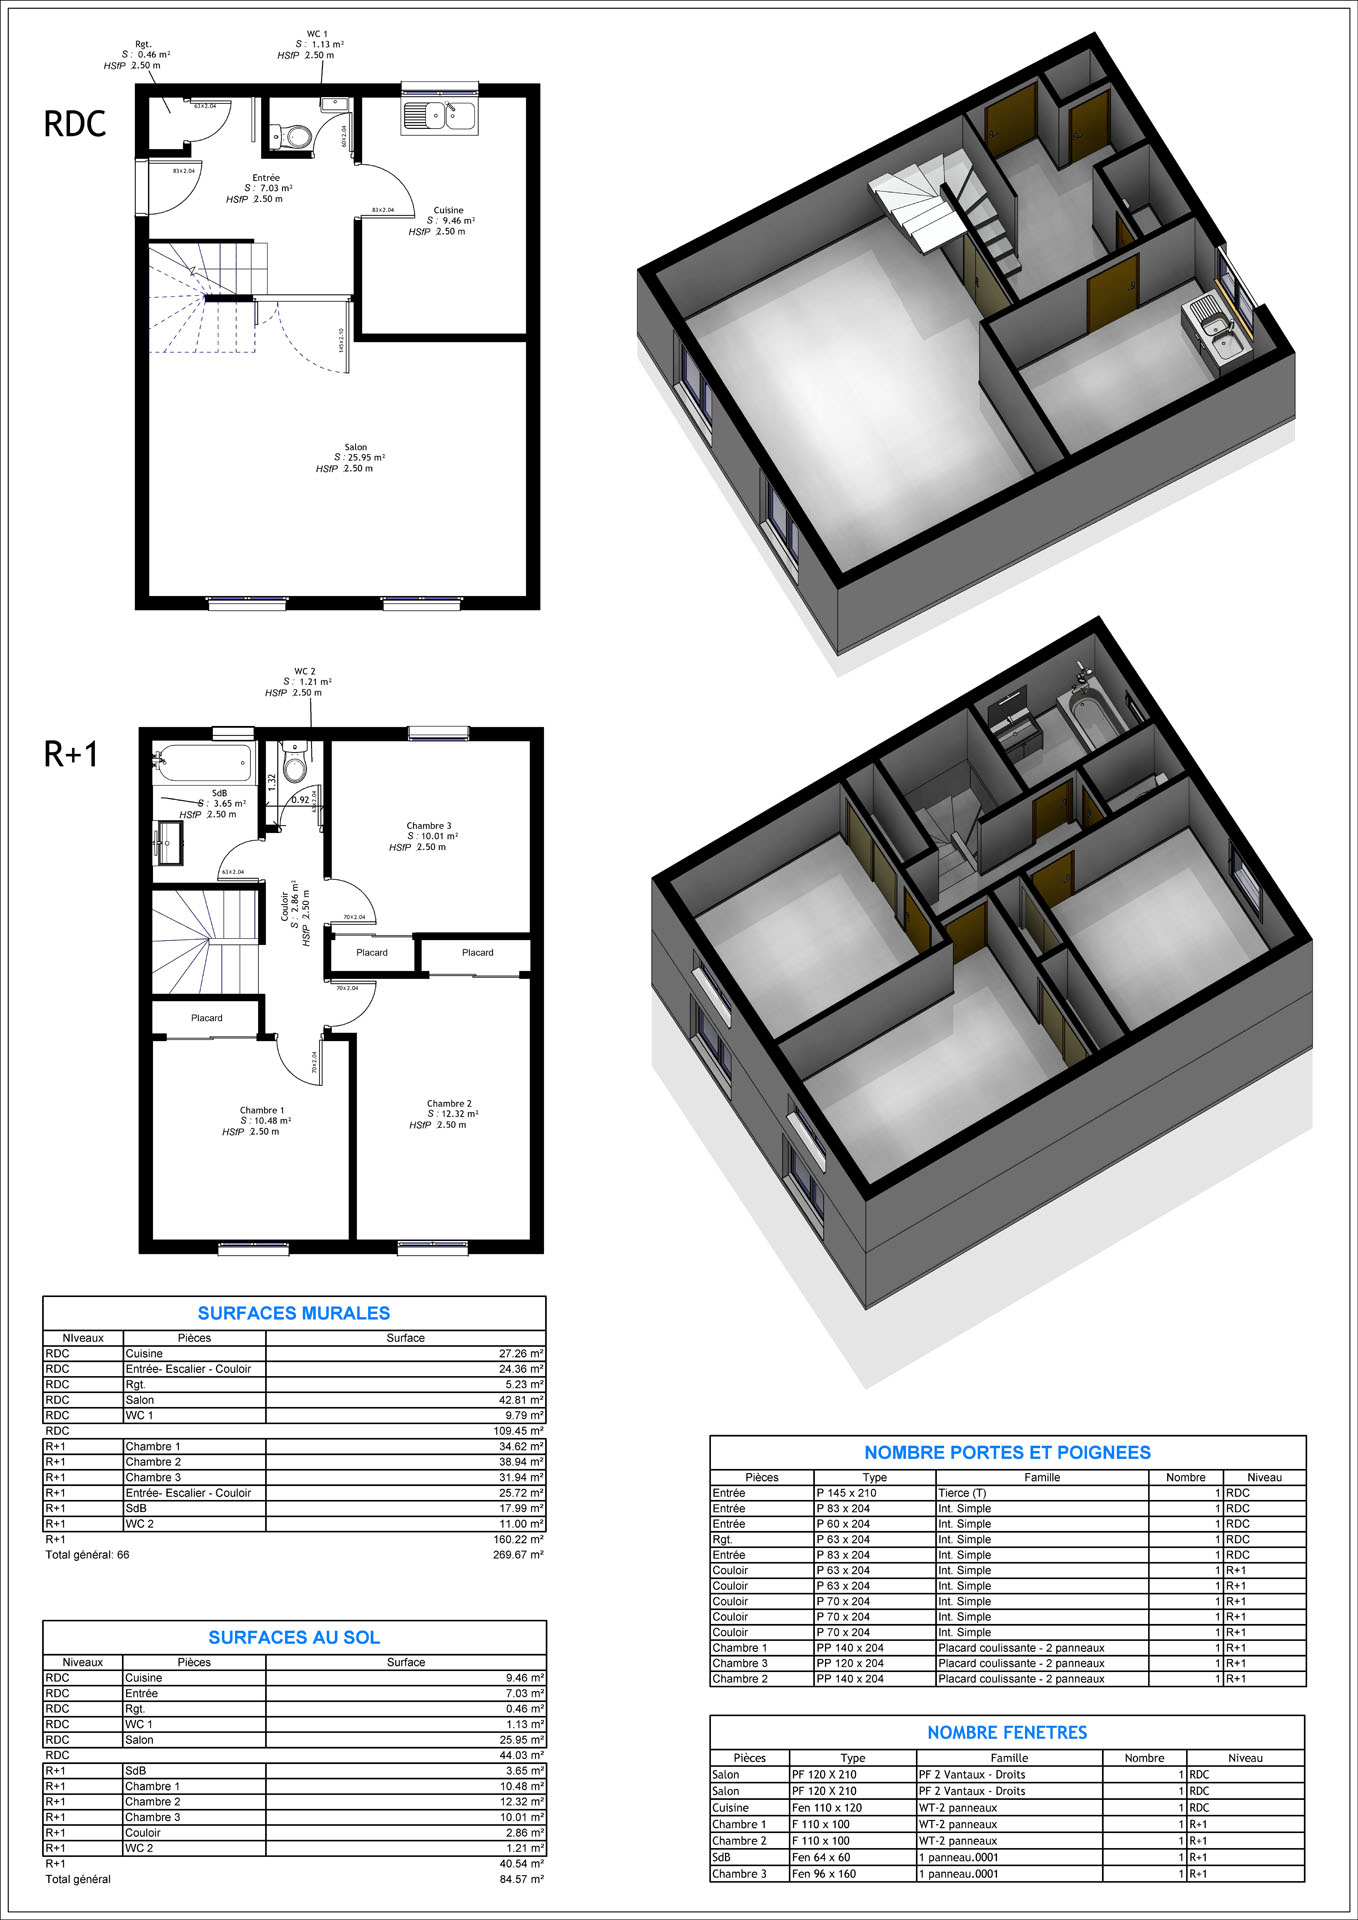 RDC
Rgt.
S : 0.46 m²
HSfP : 2.50 m
WC 1
S : 1.13 m²
HSfP : 2.50 m
63 X 2.04
60 X 2.04
83 X 2.04
Entrée
S : 7.03 m²
HSfP : 2.50 m
83 X 2.04
Cuisine
S : 9.46 m²
HSfP : 2.50 m
145 X 2.10
Salon
S : 25.95 m²
HSfP : 2.50 m
R+1
WC 2
S : 1.21 m²
HSfP : 2.50 m
1.32
0.92
63 X 2.04
SdB
S : 3.65 m²
HSfP : 2.50 m
63 X 2.04
Couloir
S : 2.86 m²
HSfP : 2.50 m
Chambre 3
S : 10.01 m²
HSfP : 2.50 m
70 X 2.04
Placard
Placard
70 X 2.04
Placard
70 X 2.04
Chambre 1
S : 10.48 m²
HSfP : 2.50 m
Chambre 2
S : 12.32 m²
HSfP : 2.50 m
SURFACES MURALES
NIveaux Pièces Surface
RDC Cuisine 27.26 m²
RDC Entrée- Escalier - Couloir 24.36 m²
RDC Rgt. 5.23 m²
RDC Salon 42.81 m²
RDC WC 1 9.79 m²
RDC 109.45 m²
R+1 Chambre 1 34.62 m²
R+1 Chambre 2 38.94 m²
R+1 Chambre 3 31.94 m²
R+1 Entrée- Escalier - Couloir 25.72 m²
R+1 SdB 17.99 m²
R+1 WC 2 11.00 m²
R+1 160.22 m²
Total général: 66 269.67 m²
SURFACES AU SOL
Niveaux Pièces Surface
RDC Cuisine 9.46 m²
RDC Entrée 7.03 m²
RDC Rgt. 0.46 m²
RDC WC 1 1.13 m²
RDC Salon 25.95 m²
RDC 44.03 m²
R+1 SdB 3.65 m²
R+1 Chambre 1 10.48 m²
R+1 Chambre 2 12.32 m²
R+1 Chambre 3 10.01 m²
R+1 Couloir 2.86 m²
R+1 WC 2 1.21 m²
R+1 40.54 m²
Total général 84.57 m²
NOMBRE PORTES ET POIGNEES
Pièces Type Famille Nombre Niveau
Entrée P 145 x 210 Tierce (T) 1 RDC
Entrée P 83 x 204 Int. Simple 1 RDC
Entrée P 60 x 204 Int. Simple 1 RDC
Rgt. P 63 x 204 Int. Simple 1 RDC
Entrée P 83 x 204 Int. Simple 1 RDC
Couloir P 63 x 204 Int. Simple 1 R+1
Couloir P 63 x 204 Int. Simple 1 R+1
Couloir P 70 x 204 Int. Simple 1 R+1
Couloir P 70 x 204 Int. Simple 1 R+1
Couloir P 70 x 204 Int. Simple 1 R+1
Chambre 1 PP 140 x 204 Placard coulissante - 2 panneaux 1 R+1
Chambre 3 PP 120 x 204 Placard coulissante - 2 panneaux 1 R+1
Chambre 2 PP 140 x 204 Placard coulissante - 2 panneaux 1 R+1
NOMBRE FENETRES
Pièces Type Famille Nombre Niveau
Salon PF 120 X 210 PF 2 Vantaux - Droits 1 RDC
Salon PF 120 X 210 PF 2 Vantaux - Droits 1 RDC
Cuisine Fen 110 x 120 WT-2 panneaux 1 RDC
Chambre 1 F 110 x 100 WT-2 panneaux 1 R+1
Chambre 2 F 110 x 100 WT-2 panneaux 1 R+1
SdB Fen 64 x 60 1 panneau.0001 1 R+1
Chambre 3 Fen 96 x 160 1 panneau.0001 1 R+1